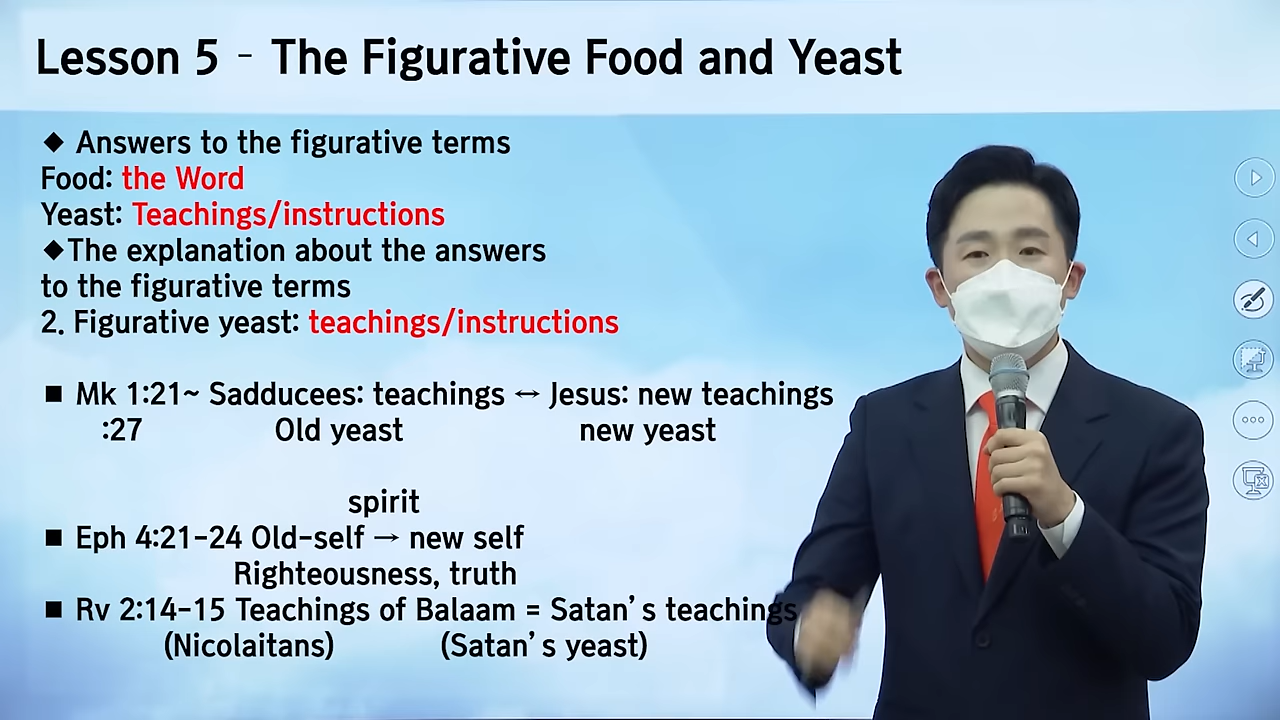 Lesson 5 - The Figurative Food and Yeast
◆ Answers to the figurative terms
Food: the Word
Yeast: Teachings/instructions
◆The explanation about the answers
to the figurative terms
2. Figurative yeast: teachings/instructions
■ Mk 1:21~ Sadducees: teachings ↔ Jesus: new teachings
:27 Old yeast new yeast
spirit
■ Eph 4:21-24 Old-self → new self
Righteousness, truth
■ Rv 2:14-15 Teachings of Balaam = Satan's teachings
(Nicolaitans) (Satan's yeast)